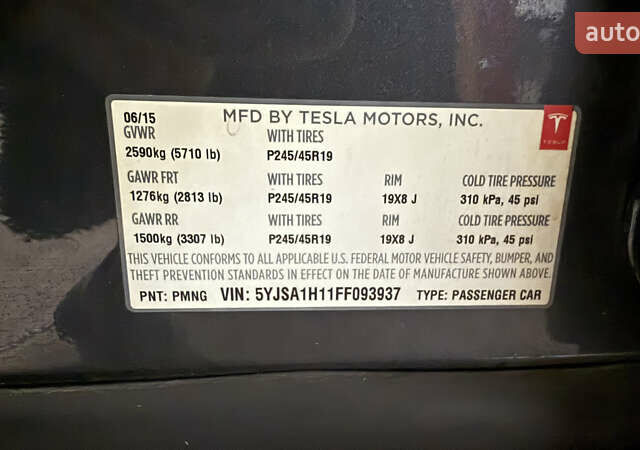 auto
06/15 MFD BY TESLA MOTORS, INC.
TESLA
GVWR WITH TIRES
2590kg (5710 lb) P245/45R19
GAWR FRT WITH TIRES RIM COLD TIRE PRESSURE
1276kg (2813 lb) P245/45R19 19X8 J 310 kPa, 45 psi
GAWR RR WITH TIRES RIM COLD TIRE PRESSURE
1500kg (3307 lb) P245/45R19 19X8 J 310 kPa, 45 psi
THIS VEHICLE CONFORMS TO ALL APPLICABLE U.S. FEDERAL MOTOR VEHICLE SAFETY, BUMPER, AND
THEFT PREVENTION STANDARDS IN EFFECT ON THE DATE OF MANUFACTURE SHOWN ABOVE.
PNT: PMNG VIN: 5YJSA1H11FF093937 TYPE: PASSENGER CAR